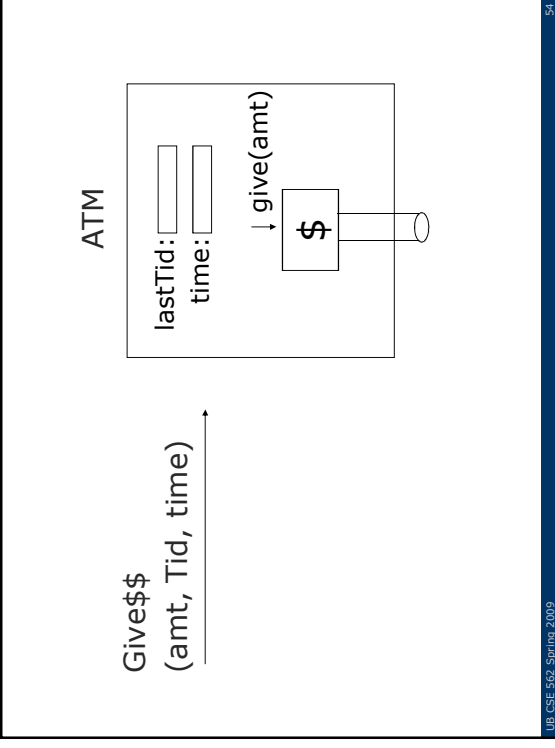 ATM
Give$$
(amt, Tid, time)
lastTid:
time:
give(amt)
$
UB CSE 562 Spring 2009
54